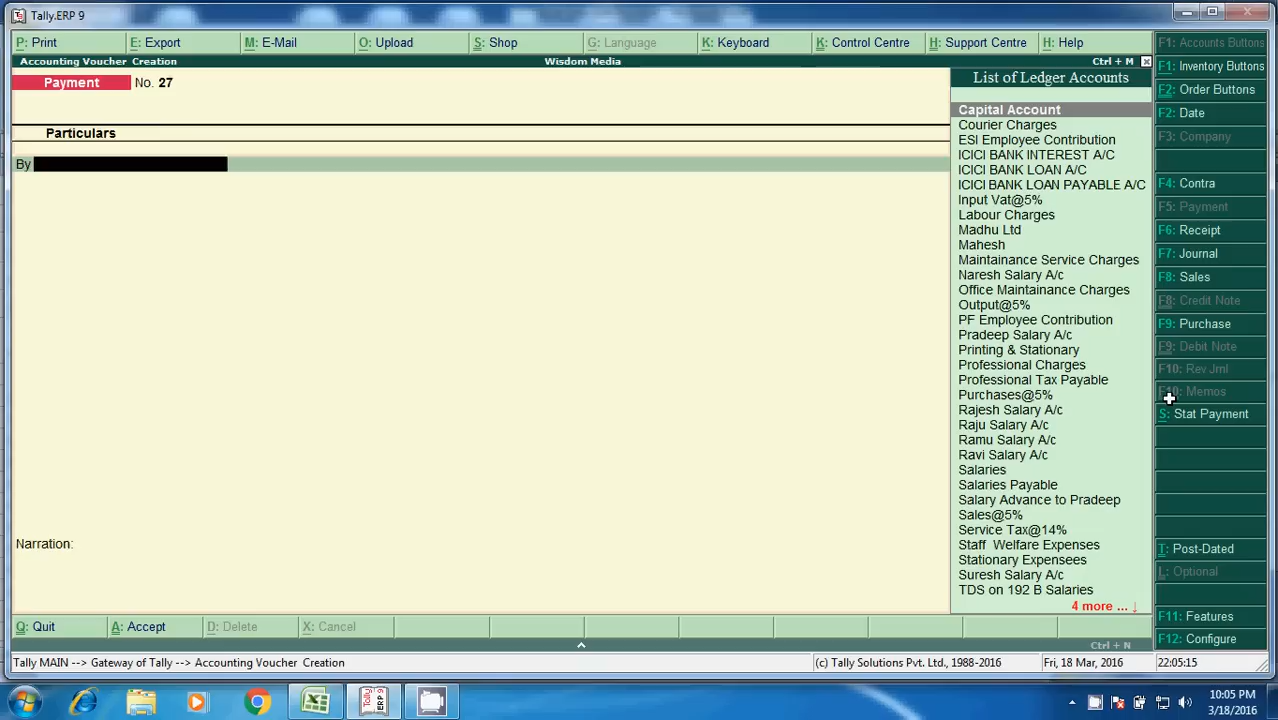 Tally.ERP 9
P: Print E: Export M: E-Mail O: Upload S: Shop G: Language K: Keyboard K: Control Centre H: Support Centre H: Help
Accounting Voucher Creation Wisdom Media Ctrl + M
Payment No. 27
Particulars
By
Narration:
List of Ledger Accounts
Capital Account
Courier Charges
ESI Employee Contribution
ICICI BANK INTEREST A/C
ICICI BANK LOAN A/C
ICICI BANK LOAN PAYABLE A/C
Input Vat@5%
Labour Charges
Madhu Ltd
Mahesh
Maintainance Service Charges
Naresh Salary A/c
Office Maintainance Charges
Output@5%
PF Employee Contribution
Pradeep Salary A/c
Printing & Stationary
Professional Charges
Professional Tax Payable
Purchases@5%
Rajesh Salary A/c
Raju Salary A/c
Ramu Salary A/c
Ravi Salary A/c
Salaries
Salaries Payable
Salary Advance to Pradeep
Sales@5%
Service Tax@14%
Staff Welfare Expenses
Stationary Expensees
Suresh Salary A/c
TDS on 192 B Salaries
4 more ... ↓
F1: Accounts Buttons
F1: Inventory Buttons
F2: Order Buttons
F2: Date
F3: Company
F4: Contra
F5: Payment
F6: Receipt
F7: Journal
F8: Sales
F8: Credit Note
F9: Purchase
F9: Debit Note
F10: Rev Jrnl
F10: Memos
S: Stat Payment
T: Post-Dated
L: Optional
F11: Features
F12: Configure
Q: Quit A: Accept D: Delete X: Cancel
Ctrl + N
Tally MAIN --> Gateway of Tally --> Accounting Voucher Creation (c) Tally Solutions Pvt. Ltd., 1988-2016 Fri, 18 Mar, 2016 22:05:15
10:05 PM
3/18/2016